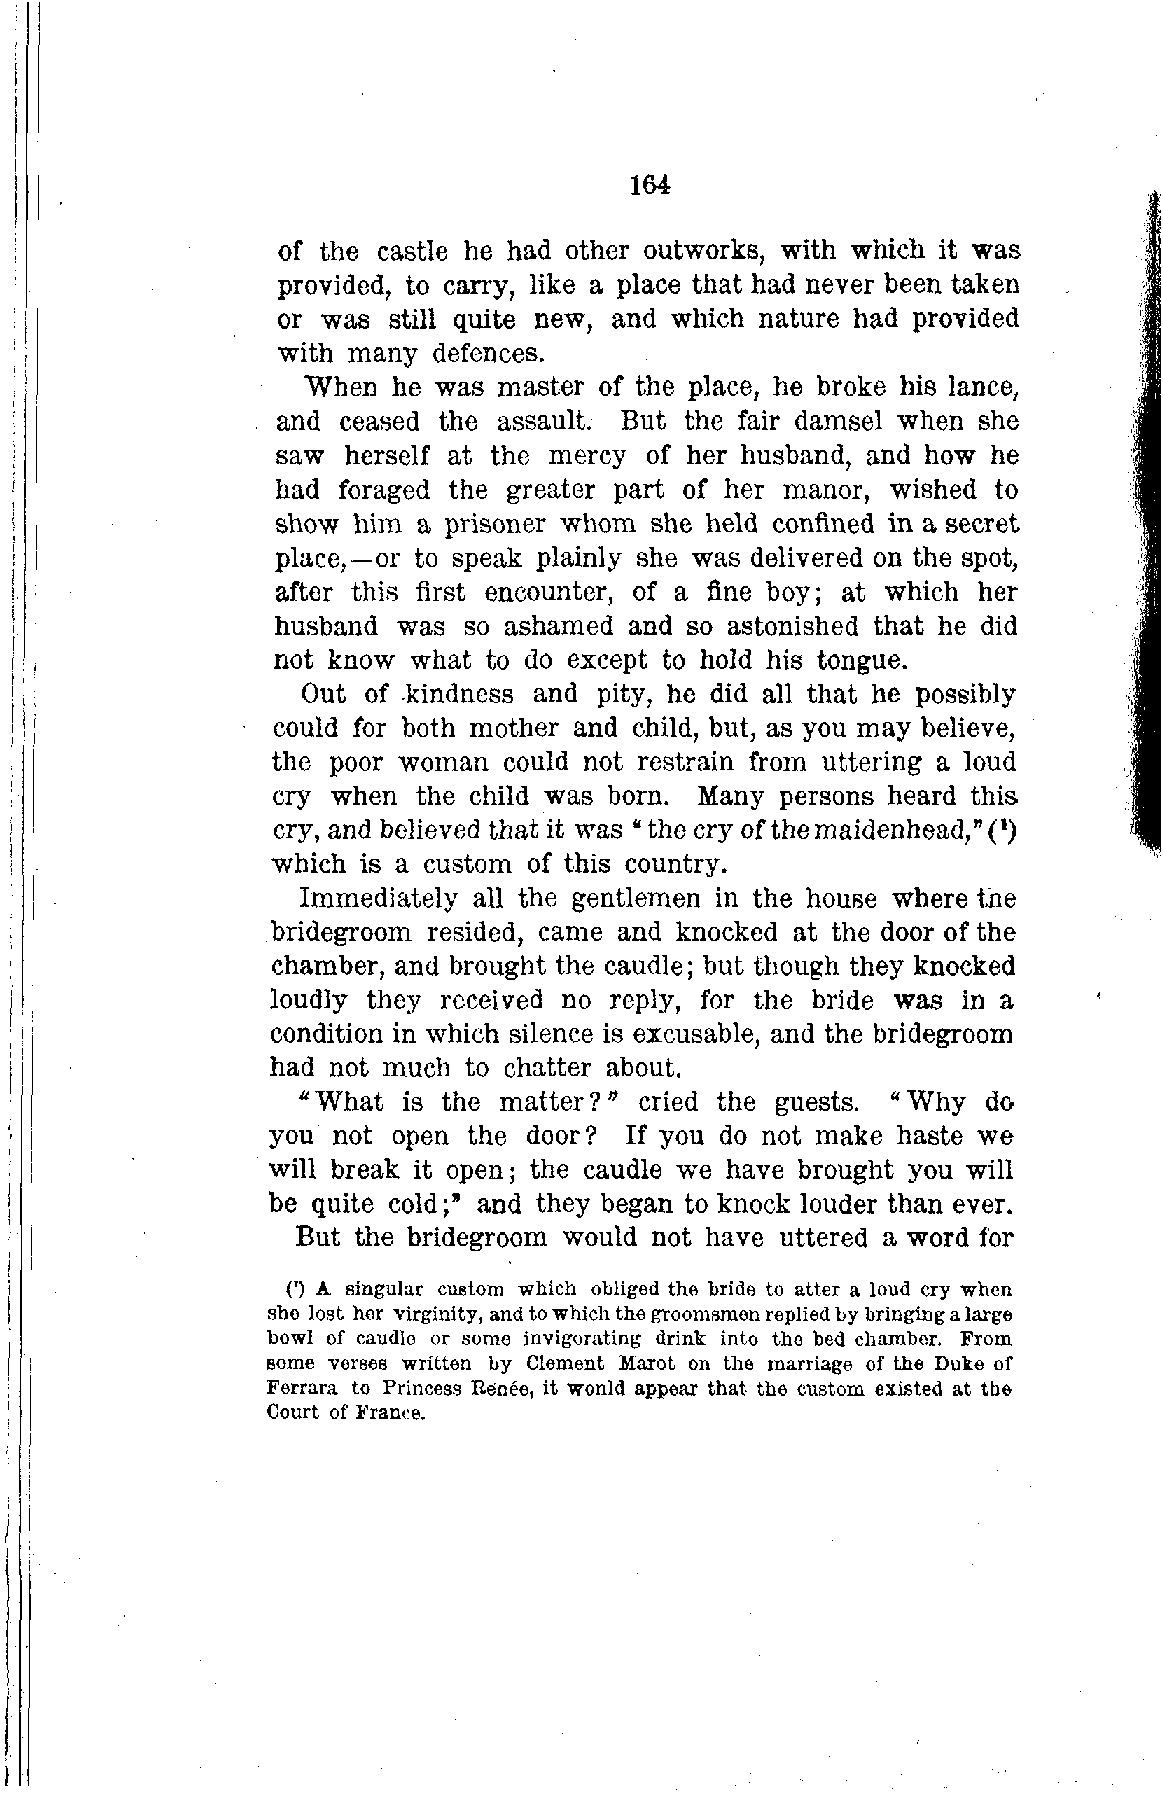 164
of the castle he had other outworks, with which it was
provided, to carry, like a place that had never been taken
or was still quite new, and which nature had provided
with many defences.
When he was master of the place, he broke his lance,
and ceased the assault. But the fair damsel when she
saw herself at the mercy of her husband, and how he
had foraged the greater part of her manor, wished to
show him a prisoner whom she held confined in a secret
place,—or to speak plainly she was delivered on the spot,
after this first encounter, of a fine boy; at which her
husband was so ashamed and so astonished that he did
not know what to do except to hold his tongue.
Out of kindness and pity, he did all that he possibly
could for both mother and child, but, as you may believe,
the poor woman could not restrain from uttering a loud
cry when the child was born. Many persons heard this
cry, and believed that it was “the cry of the maidenhead,” (¹)
which is a custom of this country.
Immediately all the gentlemen in the house where the
bridegroom resided, came and knocked at the door of the
chamber, and brought the caudle; but though they knocked
loudly they received no reply, for the bride was in a
condition in which silence is excusable, and the bridegroom
had not much to chatter about.
“What is the matter?” cried the guests. “Why do
you not open the door? If you do not make haste we
will break it open; the caudle we have brought you will
be quite cold;” and they began to knock louder than ever.
But the bridegroom would not have uttered a word for
(¹) A singular custom which obliged the bride to atter a loud cry when
she lost her virginity, and to which the groomsmen replied by bringing a large
bowl of caudle or some invigorating drink into the bed chamber. From
some verses written by Clement Marot on the marriage of the Duke of
Ferrara to Princess Renée, it would appear that the custom existed at the
Court of France.